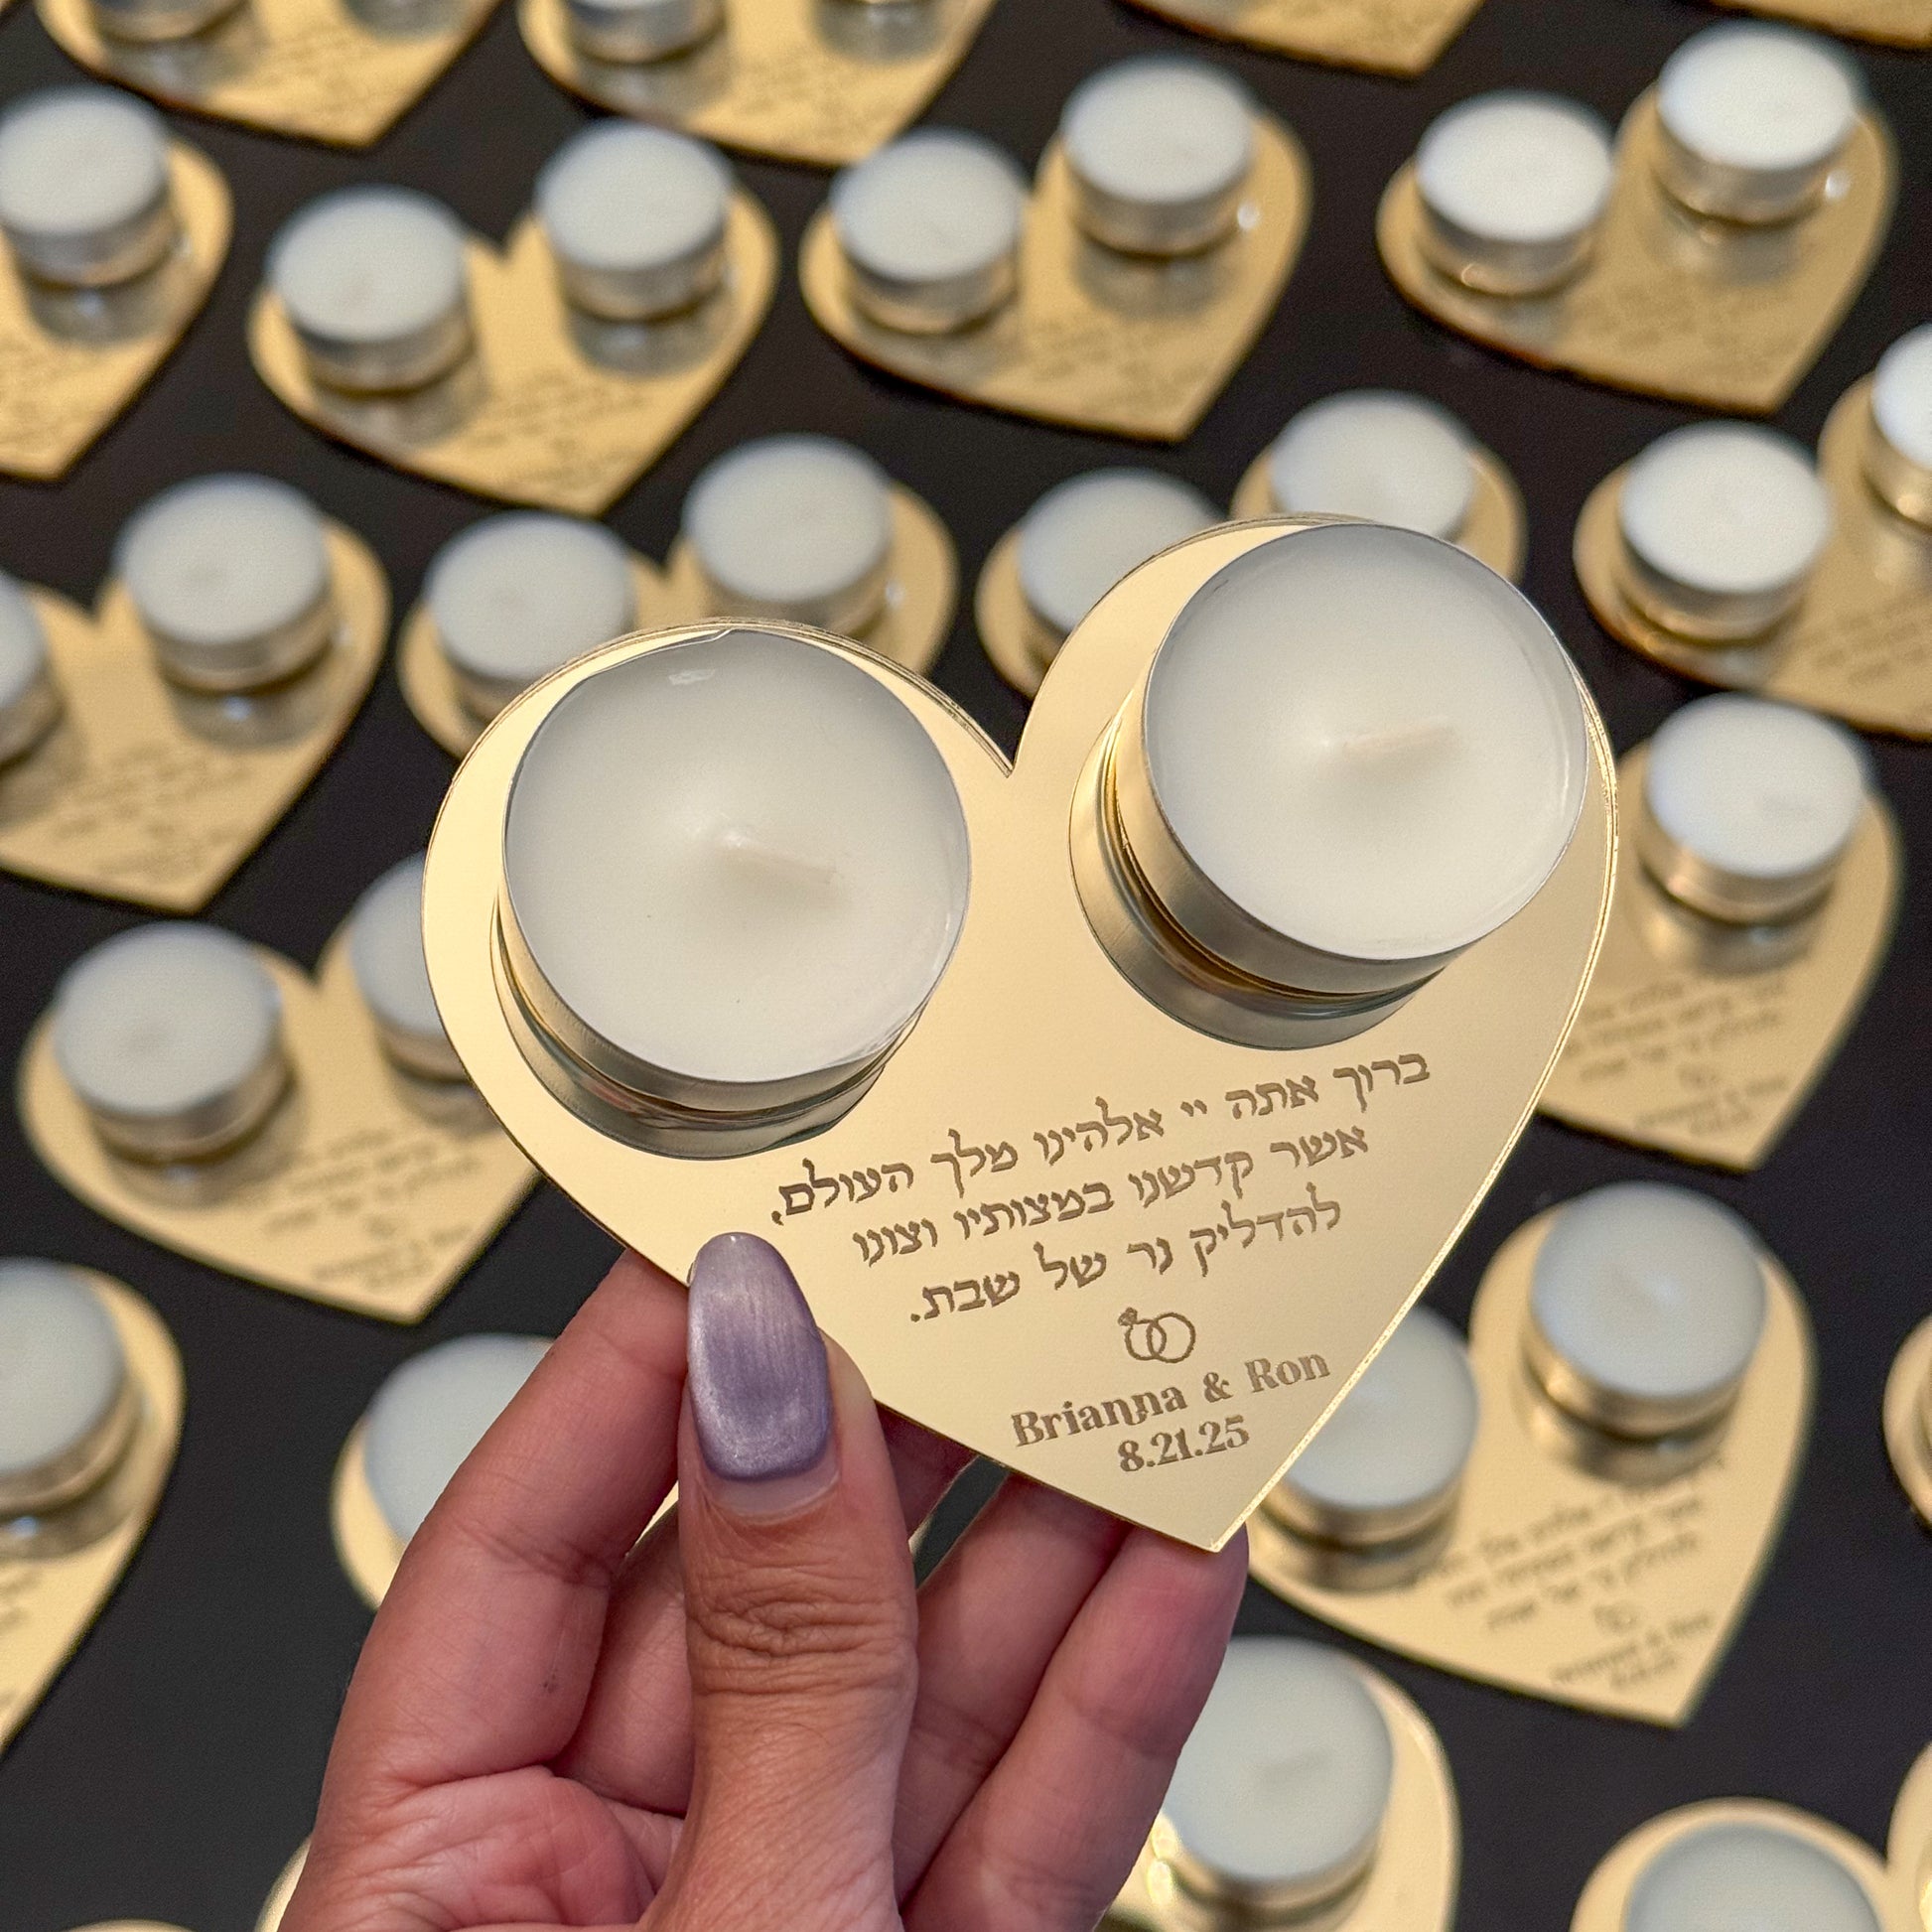 ברוך אתה יי אלהינו מלך העולם,
אשר קדשנו במצותיו וצונו
להדליק נר של שבת.
Brianna & Ron
8.21.25